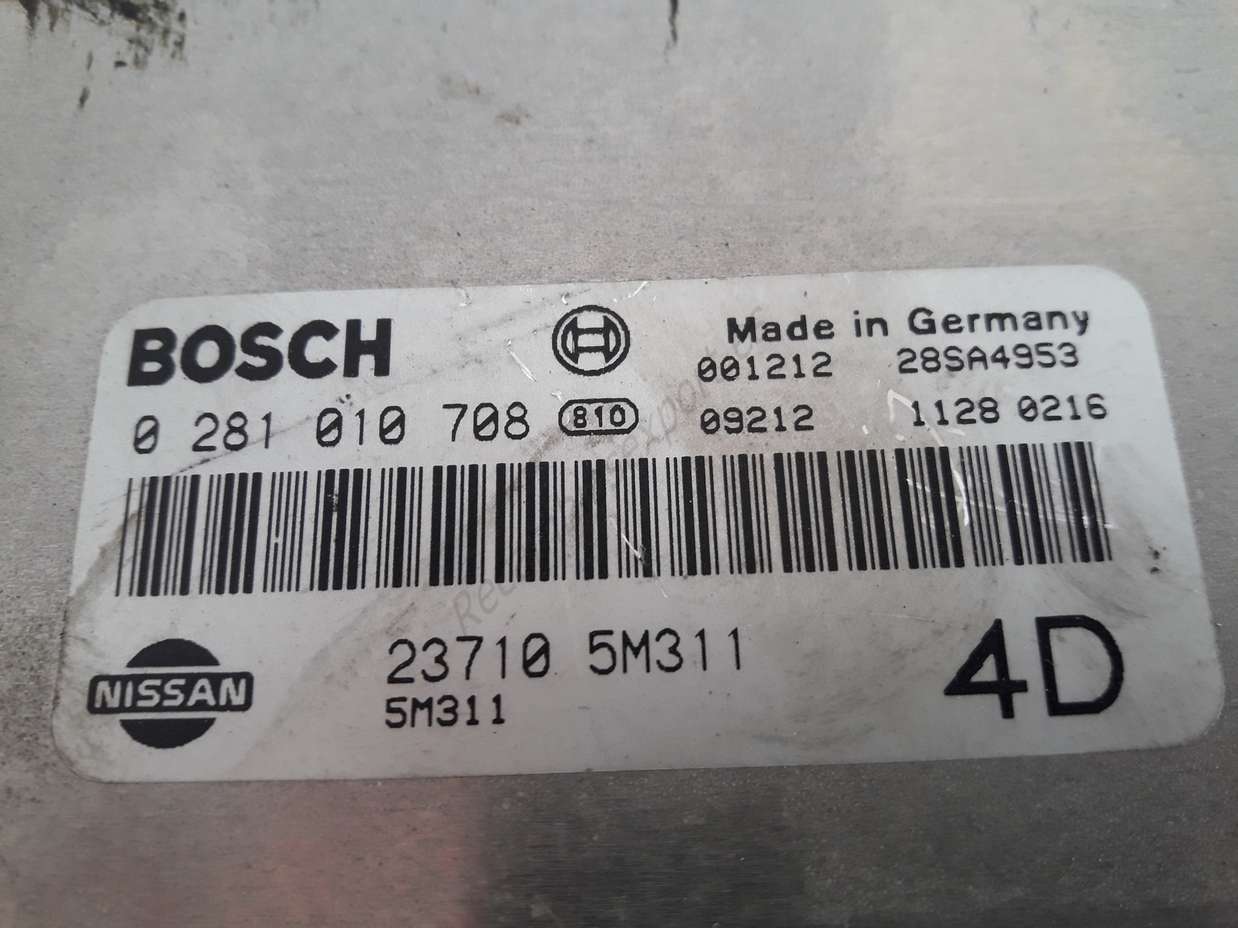 BOSCH Made in Germany
001212 28SA4953
0 281 010 708 810 09212 1128 0216
NISSAN 23710 5M311 4D
5M311